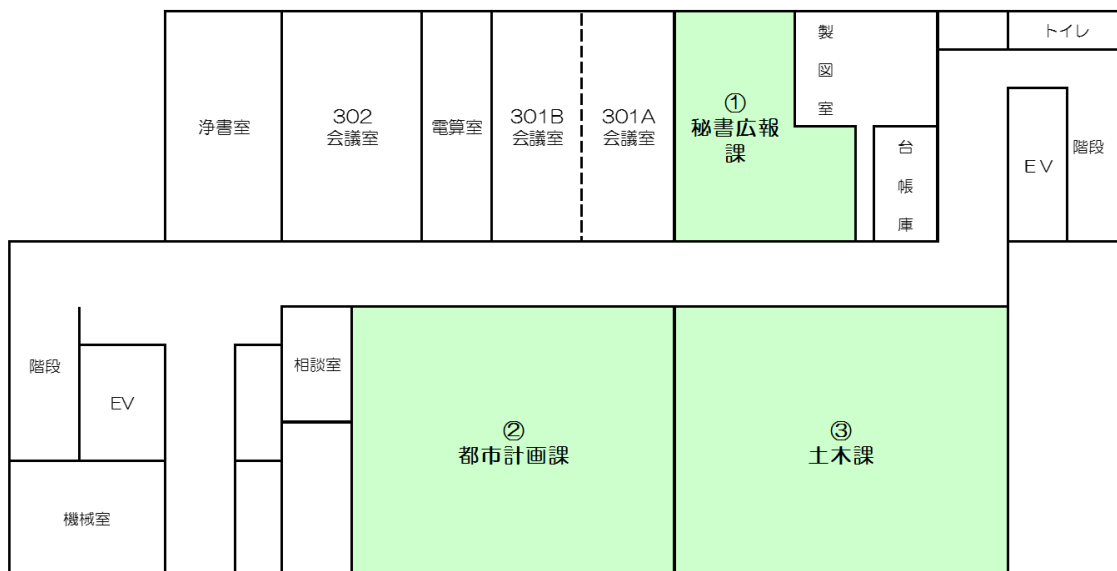 浄書室
302
会議室
電算室
301B
会議室
301A
会議室
①
秘書広報
課
製図室
台帳庫
トイレ
EV
階段
階段
EV
機械室
相談室
②
都市計画課
③
土木課